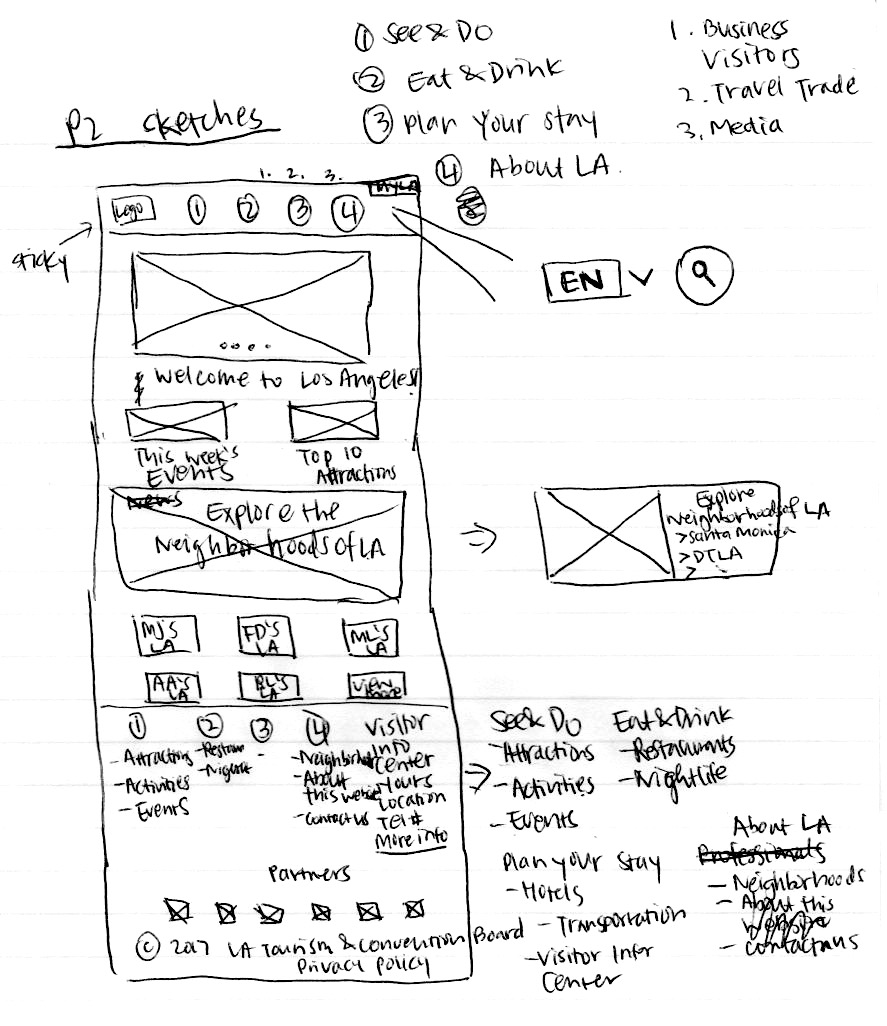 ① See & Do
② Eat & Drink
③ Plan Your Stay
④ About LA.
1. Business
Visitors
2. Travel Trade
3. Media
P2 sketches
1. 2. 3.
MYLA
Logo ① ② ③ ④
sticky
EN
Welcome to Los Angeles!
This week's
Events
Top 10
Attractions
News
Explore the
Neighborhoods of LA
Explore
Neighborhoods of LA
>Santa Monica
>DTLA
>
MJ's
LA
FD's
LA
ML's
LA
AA's
LA
BL's
LA
View
more
①
- Attractions
- Activities
- Events
②
- Restaura
- Nightli
③
-
④
- Neighborho
- About
this website
- Contact us
Visitor
Info
Center
Hours
Location
Tel #
More info
See & Do
- Attractions
- Activities
- Events
Eat & Drink
- Restaurants
- Nightlife
Plan your stay
- Hotels
- Transportation
- Visitor Infor
Center
About LA
Professionals
- Neighborhoods
- About this
Website
- Contact us
Partners
© 2017 LA Tourism & Convention Board
Privacy Policy